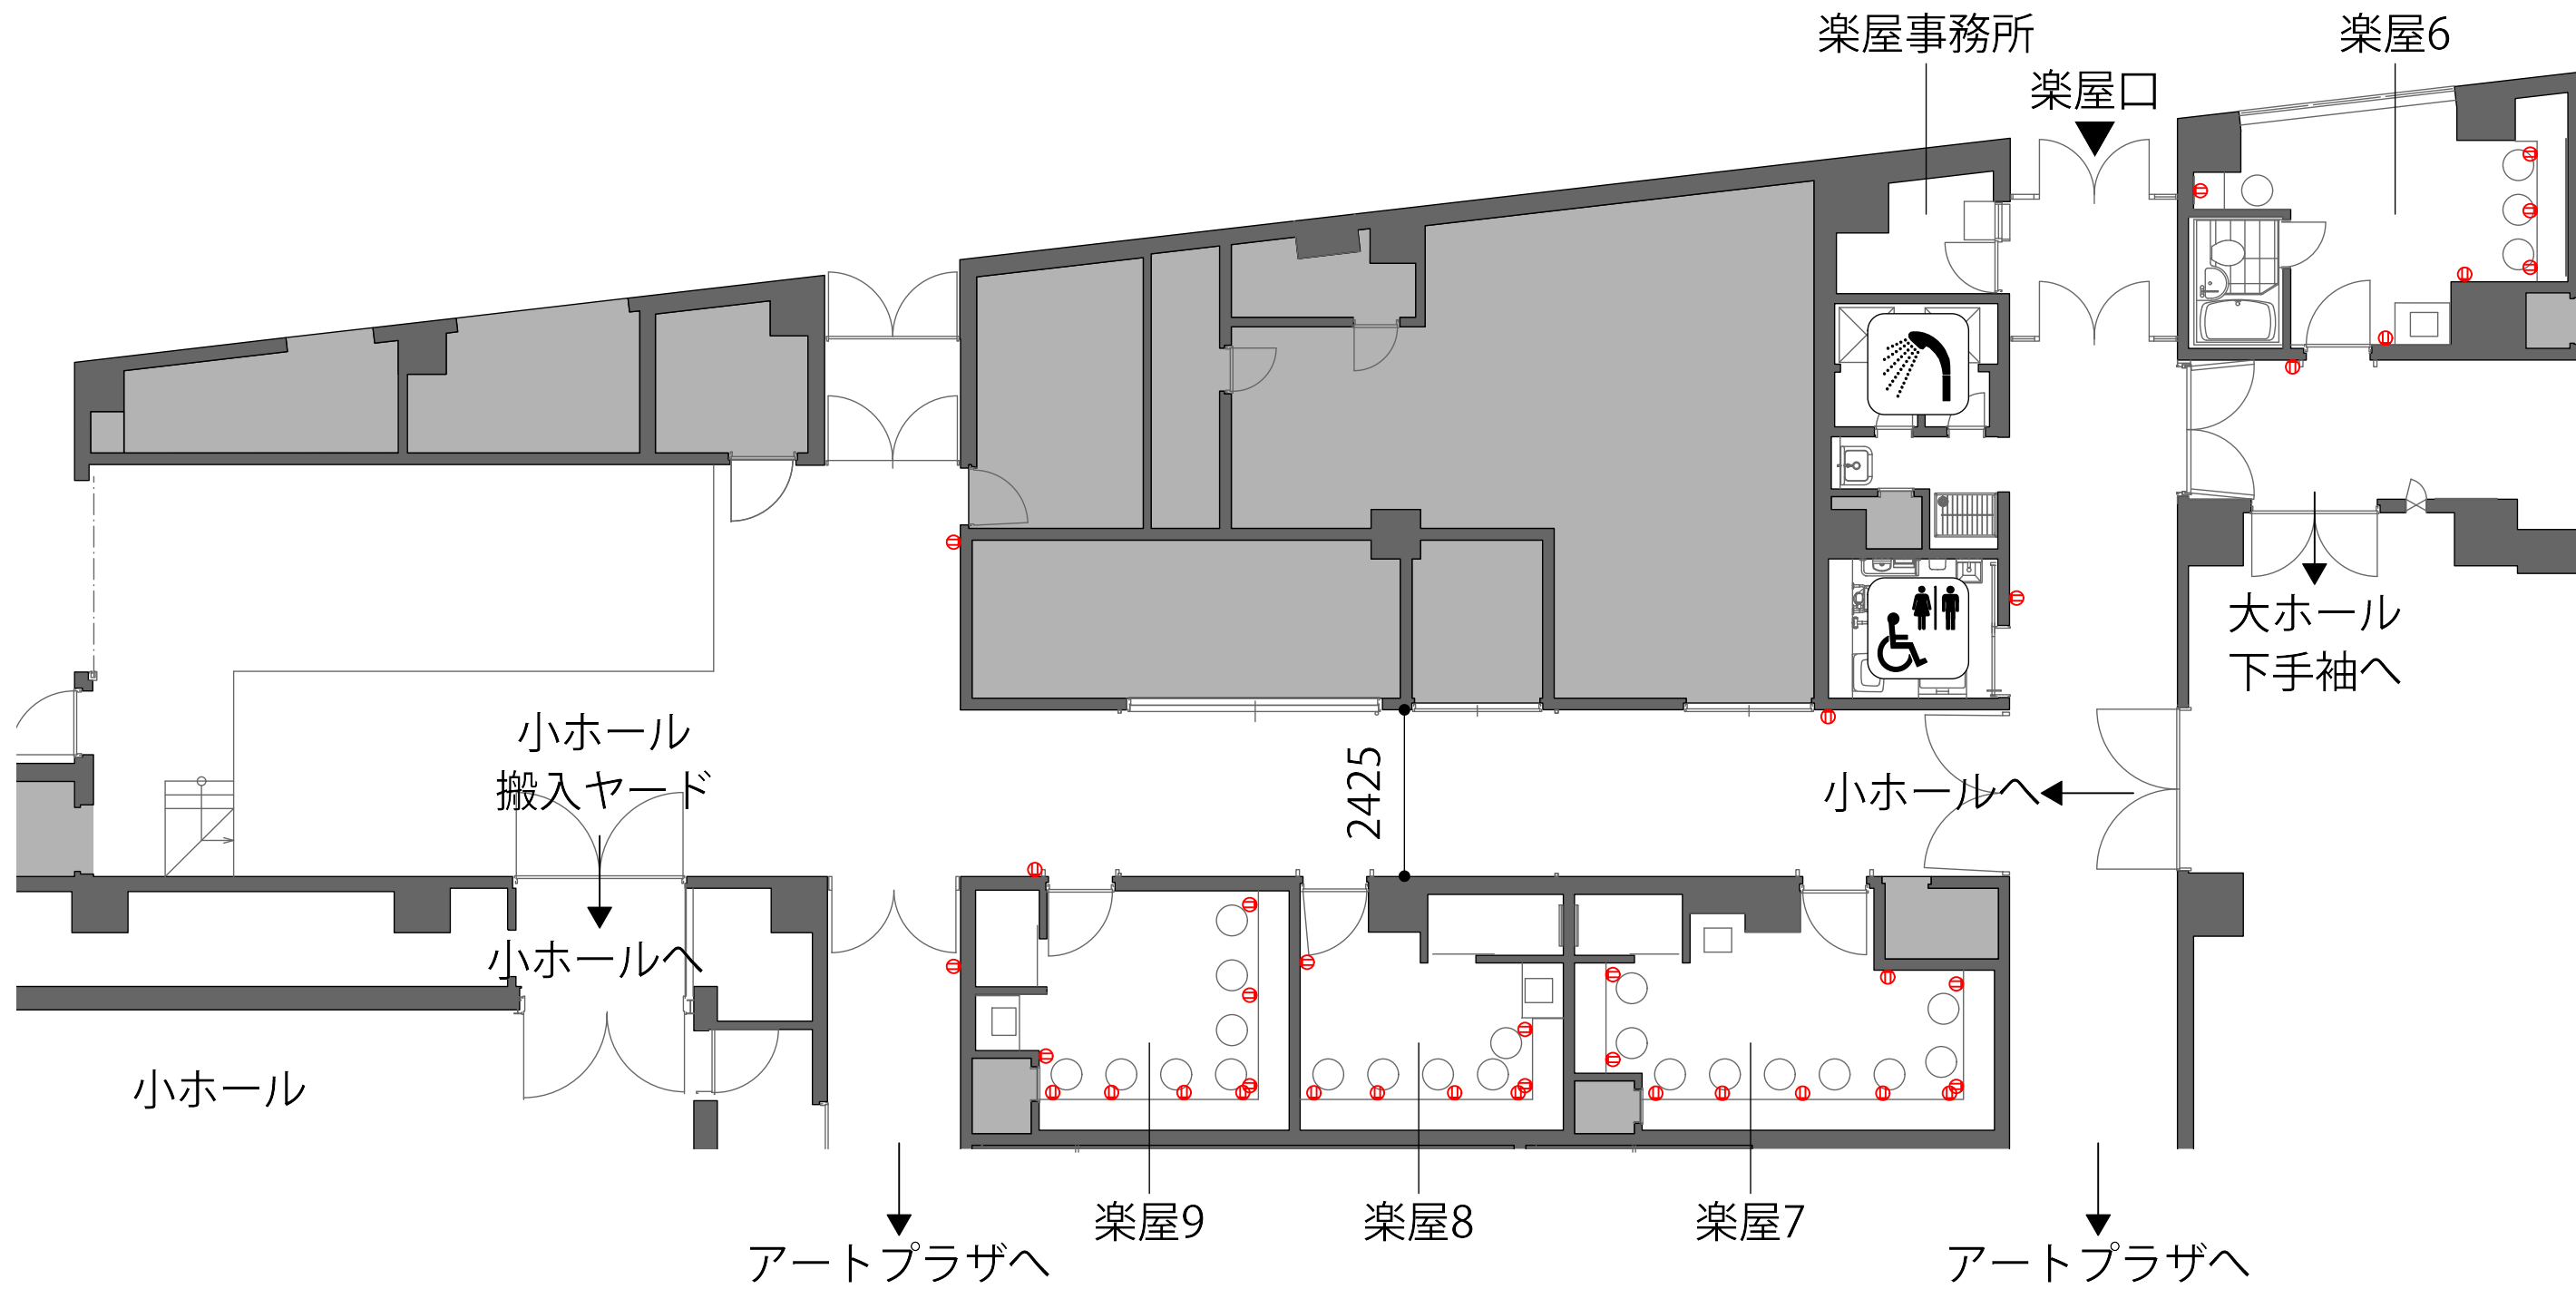 楽屋事務所
楽屋6
楽屋口
大ホール
下手袖へ
小ホール
搬入ヤード
2425
小ホールへ
小ホールへ
小ホール
楽屋9
楽屋8
楽屋7
アートプラザへ
アートプラザへ